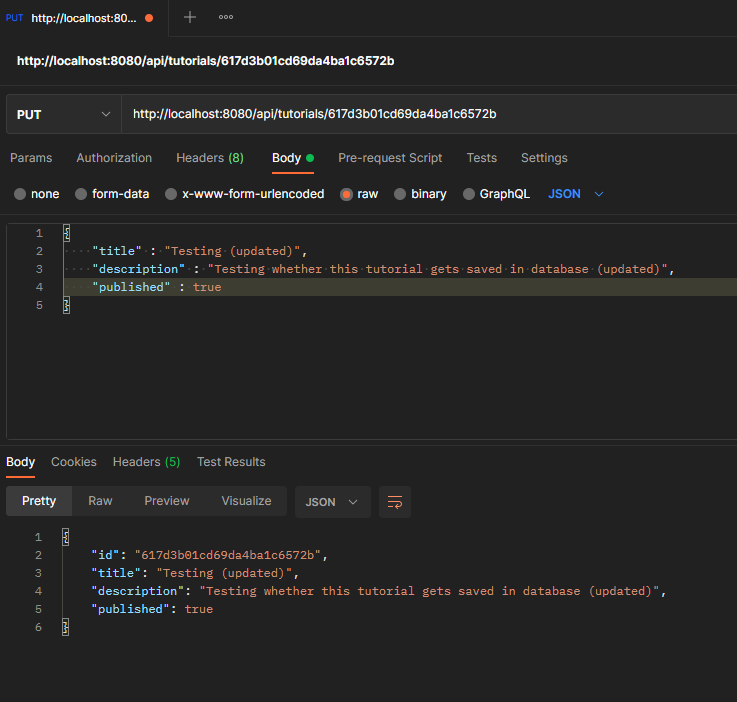 PUT http://localhost:80...
http://localhost:8080/api/tutorials/617d3b01cd69da4ba1c6572b
PUT http://localhost:8080/api/tutorials/617d3b01cd69da4ba1c6572b
Params Authorization Headers (8) Body Pre-request Script Tests Settings
none form-data x-www-form-urlencoded raw binary GraphQL JSON
1 {
2 "title" : "Testing (updated)",
3 "description" : "Testing whether this tutorial gets saved in database (updated)",
4 "published" : true
5 }
Body Cookies Headers (5) Test Results
Pretty Raw Preview Visualize JSON
1 {
2 "id": "617d3b01cd69da4ba1c6572b",
3 "title": "Testing (updated)",
4 "description": "Testing whether this tutorial gets saved in database (updated)",
5 "published": true
6 }